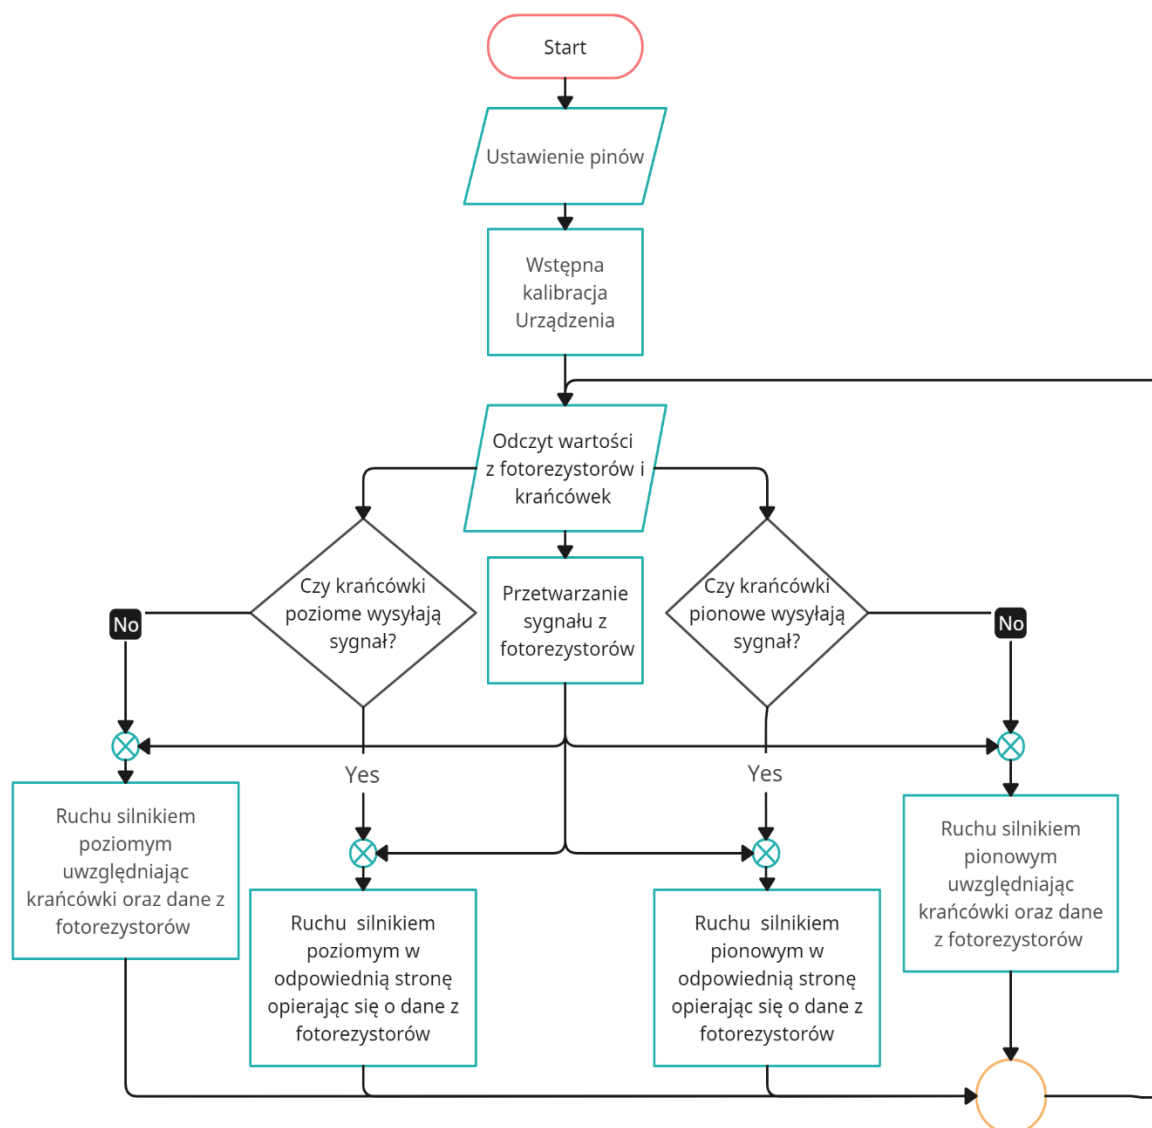 Start
Ustawienie pinów
Wstępna
kalibracja
Urządzenia
Odczyt wartości
z fotorezystorów i
krańcówek
Czy krańcówki
poziome wysyłają
sygnał?
Przetwarzanie
sygnału z
fotorezystorów
Czy krańcówki
pionowe wysyłają
sygnał?
No
No
Yes
Yes
Ruchu silnikiem
poziomym
uwzględniając
krańcówki oraz dane z
fotorezystorów
Ruchu silnikiem
poziomym w
odpowiednią stronę
opierając się o dane z
fotorezystorów
Ruchu silnikiem
pionowym w
odpowiednią stronę
opierając się o dane z
fotorezystorów
Ruchu silnikiem
pionowym
uwzględniając
krańcówki oraz dane
z fotorezystorów